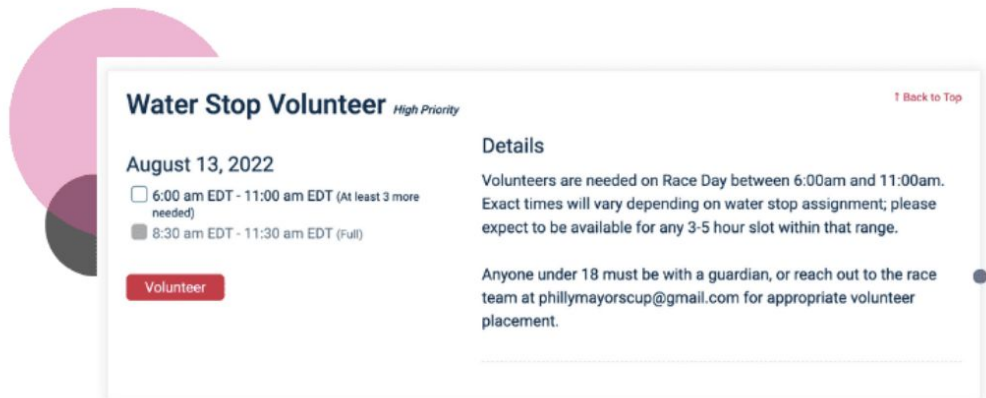 Water Stop Volunteer High Priority
↑ Back to Top
August 13, 2022
6:00 am EDT - 11:00 am EDT (At least 3 more
needed)
8:30 am EDT - 11:30 am EDT (Full)
Volunteer
Details
Volunteers are needed on Race Day between 6:00am and 11:00am.
Exact times will vary depending on water stop assignment; please
expect to be available for any 3-5 hour slot within that range.
Anyone under 18 must be with a guardian, or reach out to the race
team at phillymayorscup@gmail.com for appropriate volunteer
placement.